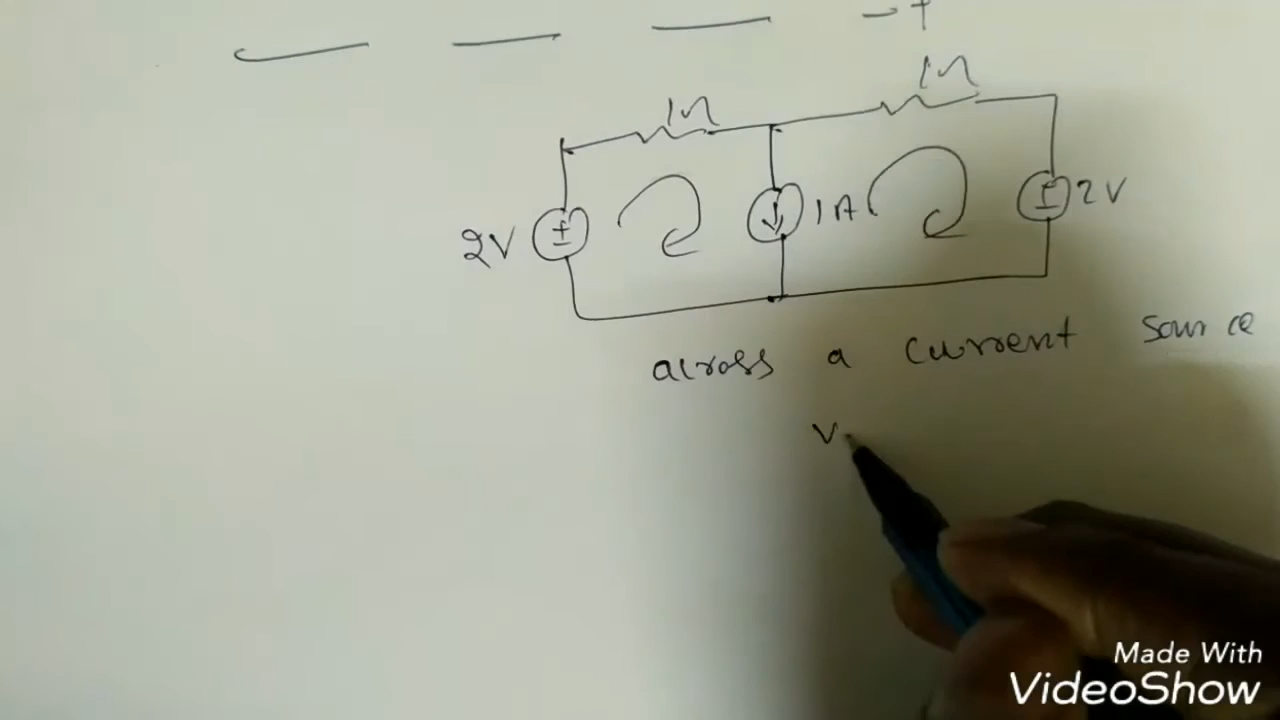 1Ω
1Ω
2V
1A
2V
across a current source
V
Made With
VideoShow